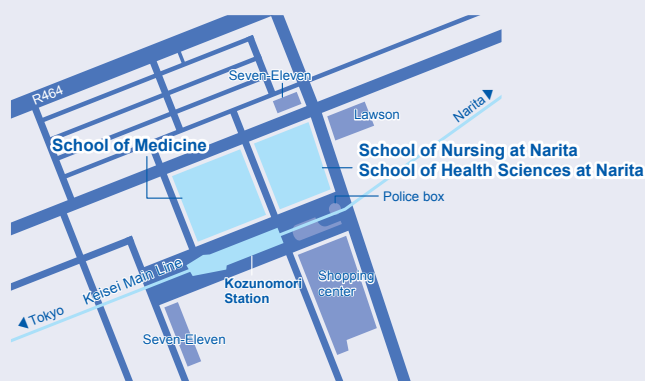 Seven-Eleven
R464
Narita
Lawson
School of Medicine
School of Nursing at Narita
School of Health Sciences at Narita
Police box
Keisei Main Line
Kozunomori
Station
Shopping
center
Tokyo
Seven-Eleven